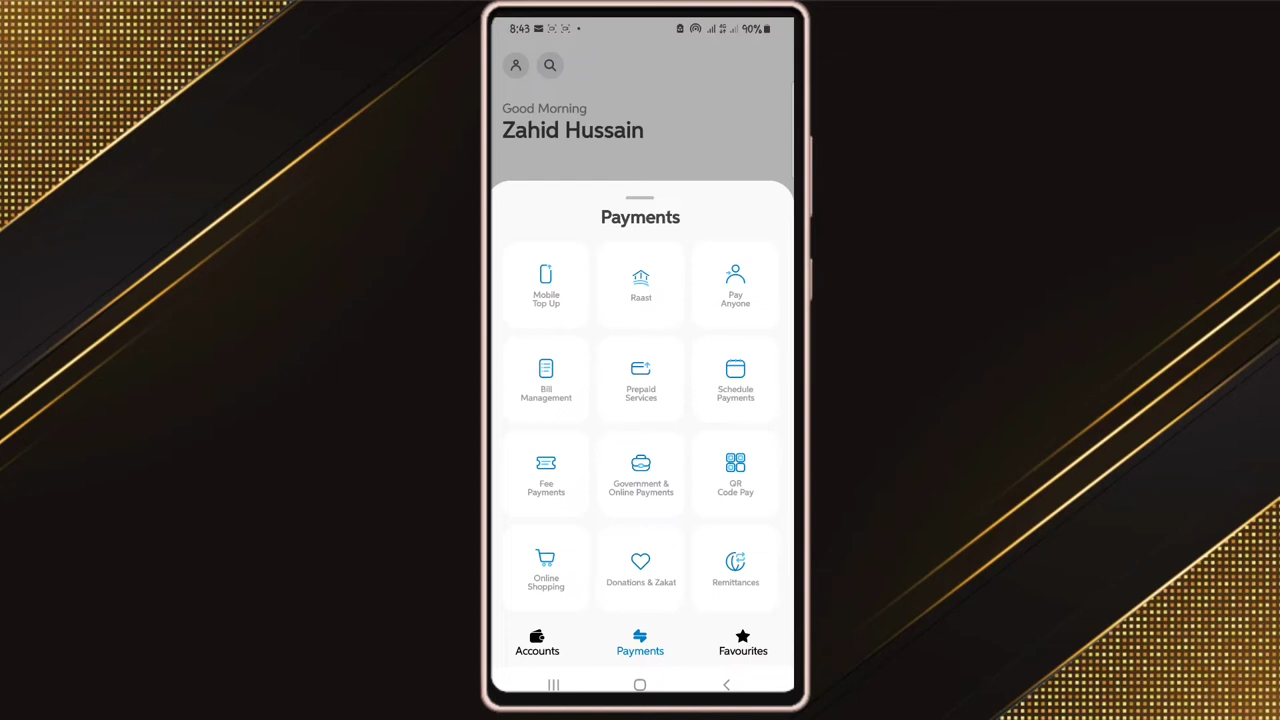 8:43
90%
Good Morning
Zahid Hussain
Payments
Mobile
Top Up
Raast
Pay
Anyone
Bill
Management
Prepaid
Services
Schedule
Payments
Fee
Payments
Government &
Online Payments
QR
Code Pay
Online
Shopping
Donations & Zakat
Remittances
Accounts
Payments
Favourites